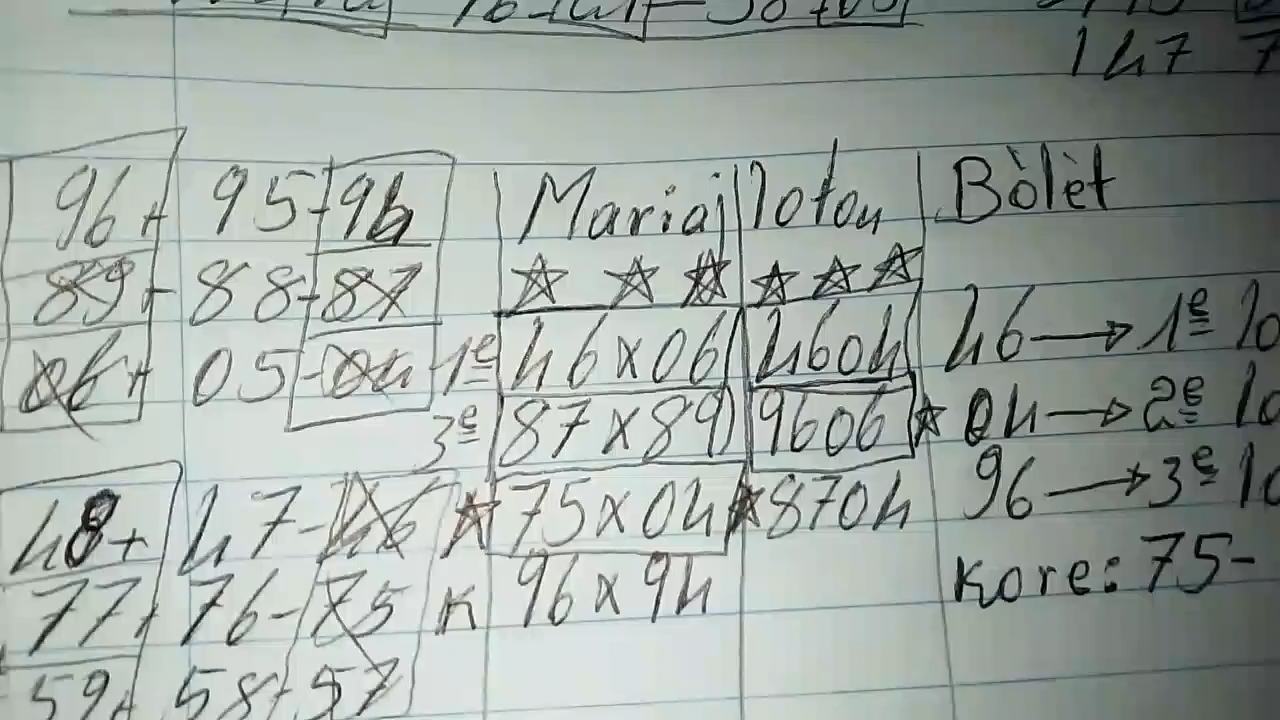 147
96+ 95-96 Mariaj loto4 Bòlèt
89+ 88-87 ☆ ☆ ☆ ☆ ☆ ☆
06+ 05-04 1e 46x06 4604 46→1e lo
3e 87x89 9606 ☆ 04→2e lo
48+ 47-46 ☆ 75x04 ☆ 8704 96→3e lo
77+ 76-75 K 96x94 Kore: 75-
59+ 58-57